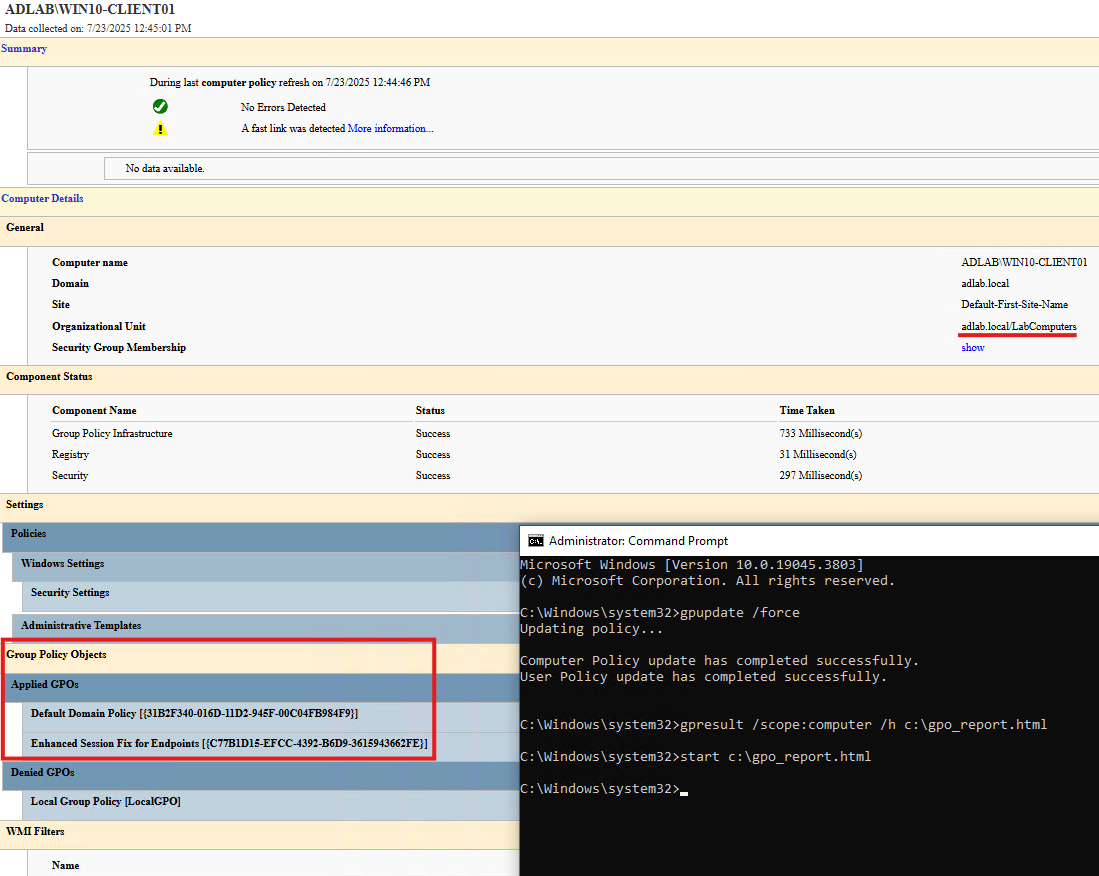 ADLAB\WIN10-CLIENT01
Data collected on: 7/23/2025 12:45:01 PM
Summary
During last computer policy refresh on 7/23/2025 12:44:46 PM
No Errors Detected
A fast link was detected More information...
No data available.
Computer Details
General
Computer name ADLAB\WIN10-CLIENT01
Domain adlab.local
Site Default-First-Site-Name
Organizational Unit adlab.local/LabComputers
Security Group Membership show
Component Status
Component Name Status Time Taken
Group Policy Infrastructure Success 733 Millisecond(s)
Registry Success 31 Millisecond(s)
Security Success 297 Millisecond(s)
Settings
Policies
Windows Settings
Security Settings
Administrative Templates
Group Policy Objects
Applied GPOs
Default Domain Policy [{31B2F340-016D-11D2-945F-00C04FB984F9}]
Enhanced Session Fix for Endpoints [{C77B1D15-EFCC-4392-B6D9-3615943662FE}]
Denied GPOs
Local Group Policy [LocalGPO]
WMI Filters
Name
Administrator: Command Prompt
Microsoft Windows [Version 10.0.19045.3803]
(c) Microsoft Corporation. All rights reserved.
C:\Windows\system32>gpupdate /force
Updating policy...
Computer Policy update has completed successfully.
User Policy update has completed successfully.
C:\Windows\system32>gpresult /scope:computer /h c:\gpo_report.html
C:\Windows\system32>start c:\gpo_report.html
C:\Windows\system32>